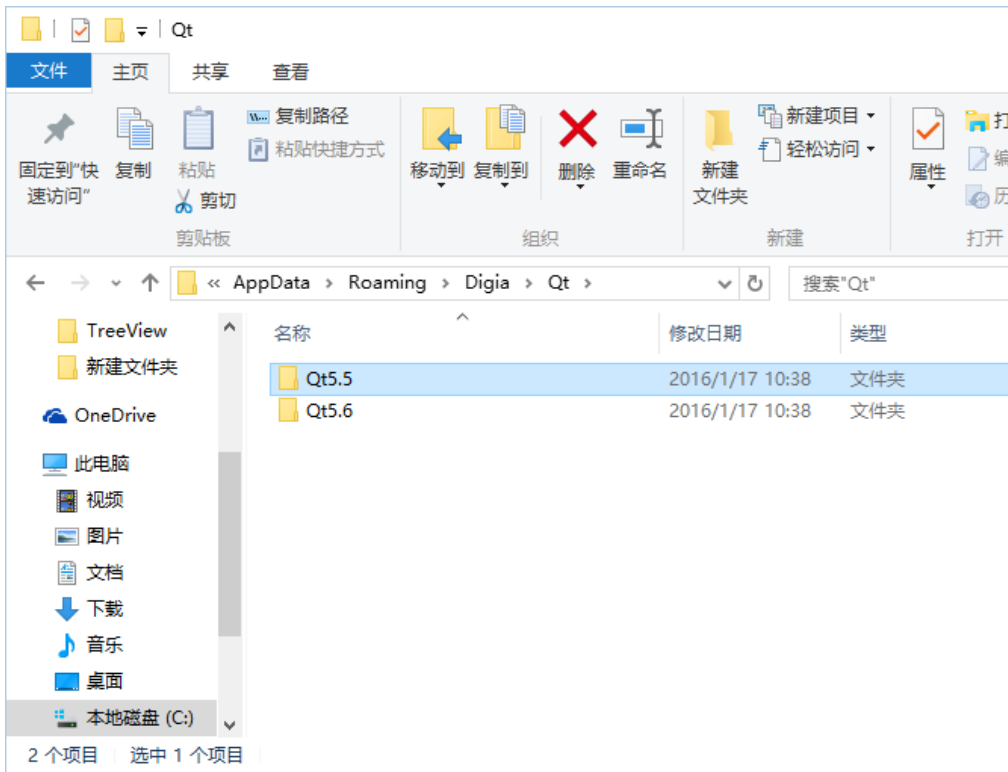 Qt
文件 主页 共享 查看
固定到"快速访问"
复制
粘贴
复制路径
粘贴快捷方式
剪切
剪贴板
移动到
复制到
删除
重命名
组织
新建文件夹
新建项目
轻松访问
新建
属性
打
编
历
打开
« AppData > Roaming > Digia > Qt >
搜索"Qt"
TreeView
新建文件夹
OneDrive
此电脑
视频
图片
文档
下载
音乐
桌面
本地磁盘 (C:)
名称 修改日期 类型
Qt5.5 2016/1/17 10:38 文件夹
Qt5.6 2016/1/17 10:38 文件夹
2 个项目 选中 1 个项目